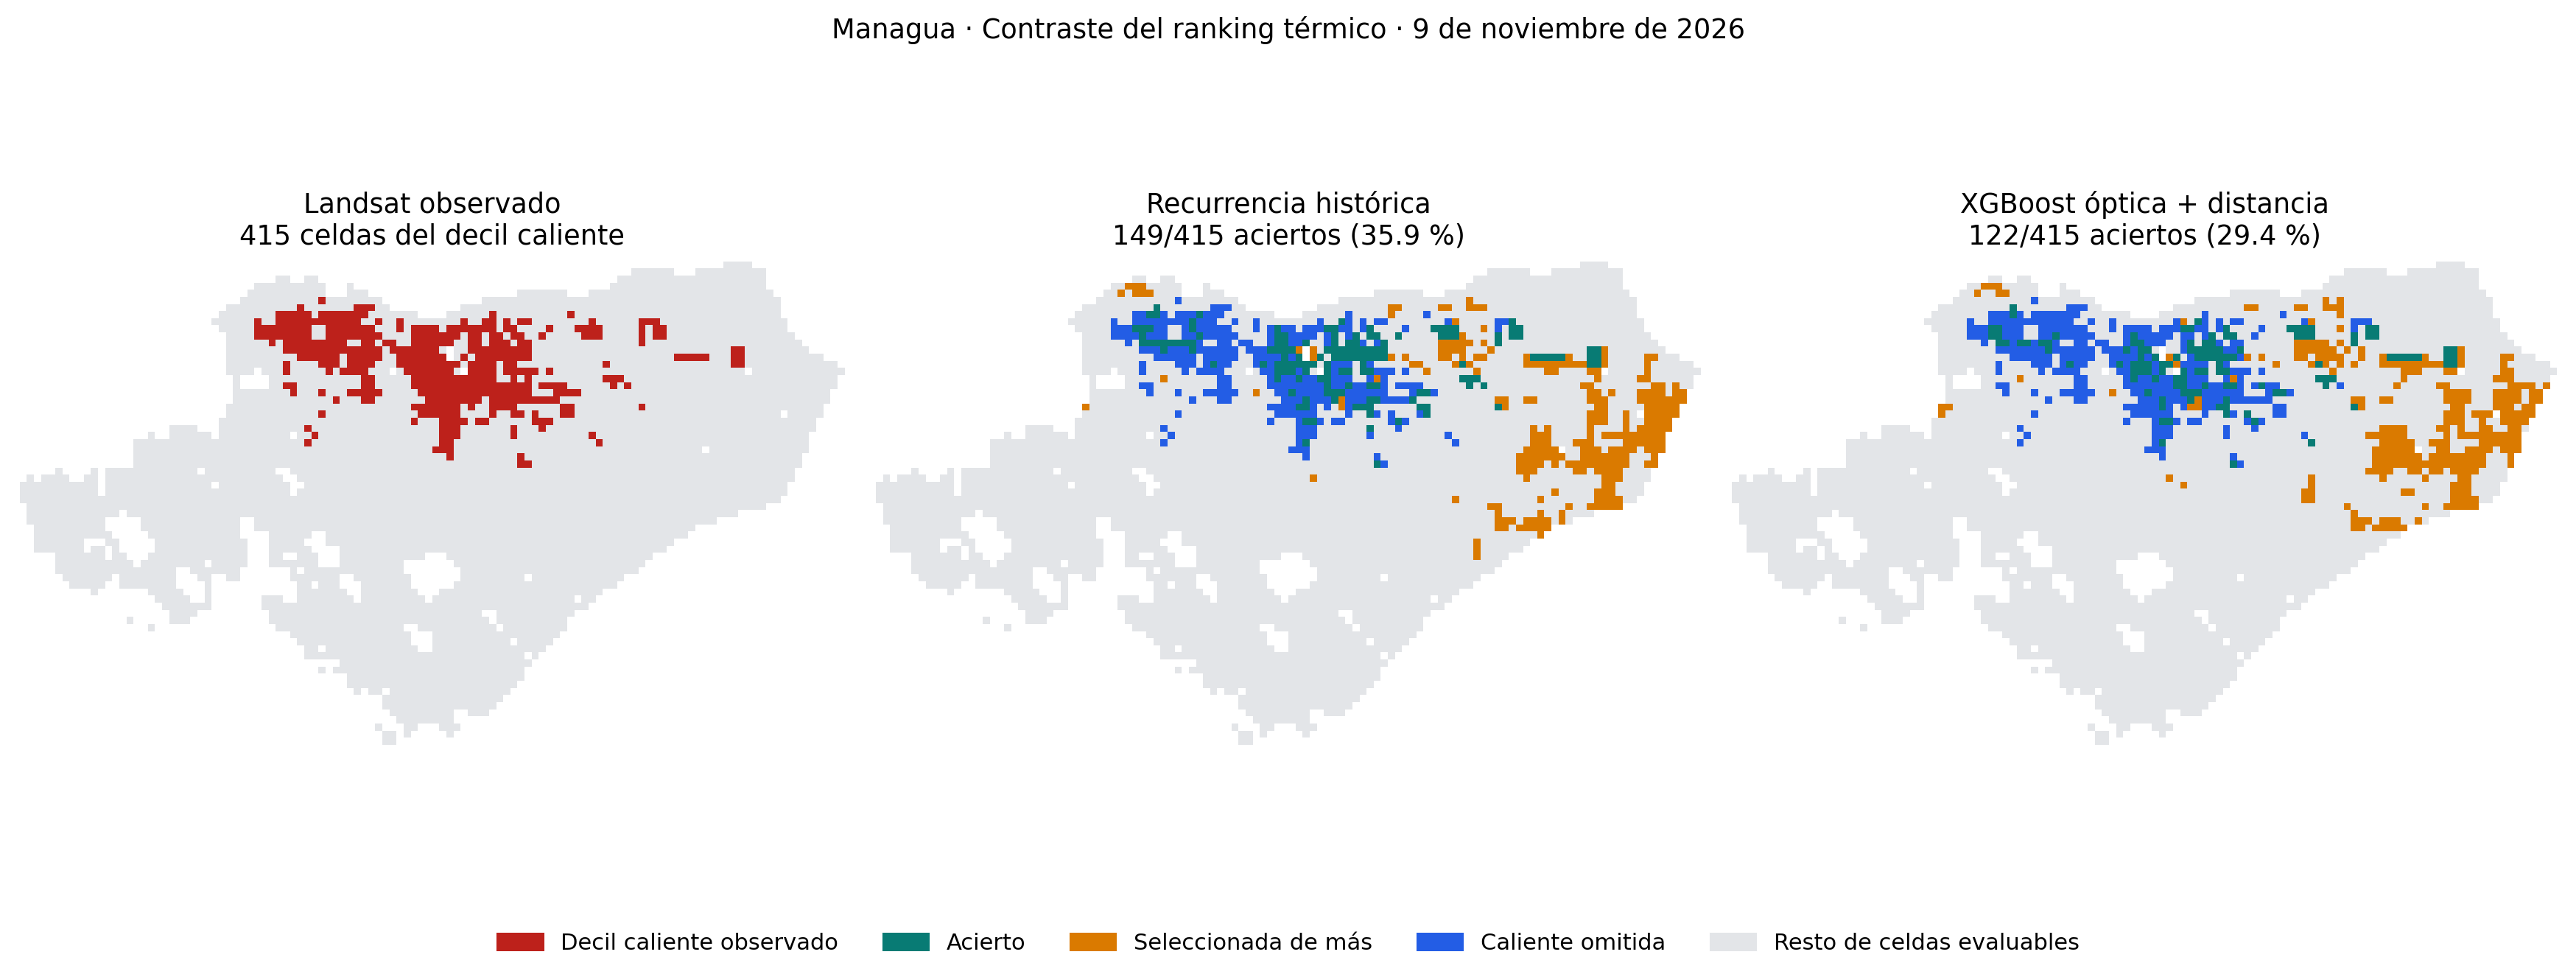 Managua · Contraste del ranking térmico · 9 de noviembre de 2026
Landsat observado
415 celdas del decil caliente
Recurrencia histórica
149/415 aciertos (35.9 %)
XGBoost óptica + distancia
122/415 aciertos (29.4 %)
Decil caliente observado
Acierto
Seleccionada de más
Caliente omitida
Resto de celdas evaluables